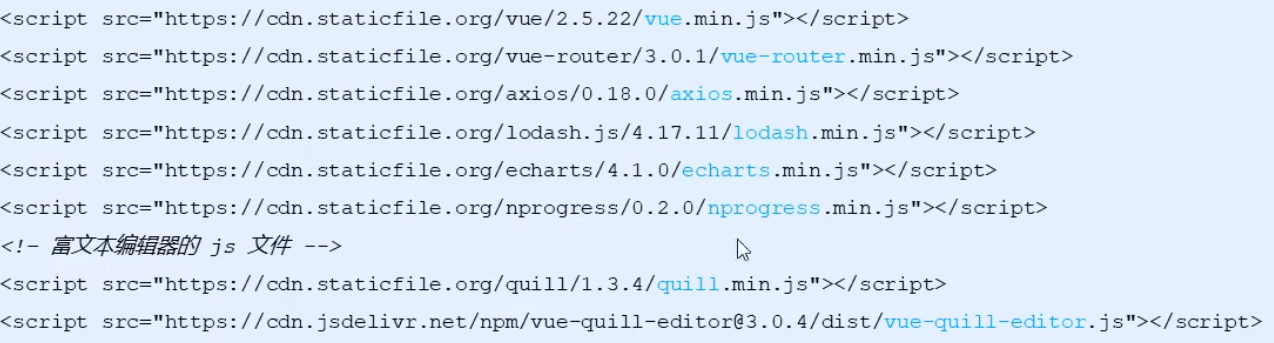 <script src="https://cdn.staticfile.org/vue/2.5.22/vue.min.js"></script>
<script src="https://cdn.staticfile.org/vue-router/3.0.1/vue-router.min.js"></script>
<script src="https://cdn.staticfile.org/axios/0.18.0/axios.min.js"></script>
<script src="https://cdn.staticfile.org/lodash.js/4.17.11/lodash.min.js"></script>
<script src="https://cdn.staticfile.org/echarts/4.1.0/echarts.min.js"></script>
<script src="https://cdn.staticfile.org/nprogress/0.2.0/nprogress.min.js"></script>
<!– 富文本编辑器的 js 文件 -->
<script src="https://cdn.staticfile.org/quill/1.3.4/quill.min.js"></script>
<script src="https://cdn.jsdelivr.net/npm/vue-quill-editor@3.0.4/dist/vue-quill-editor.js"></script>